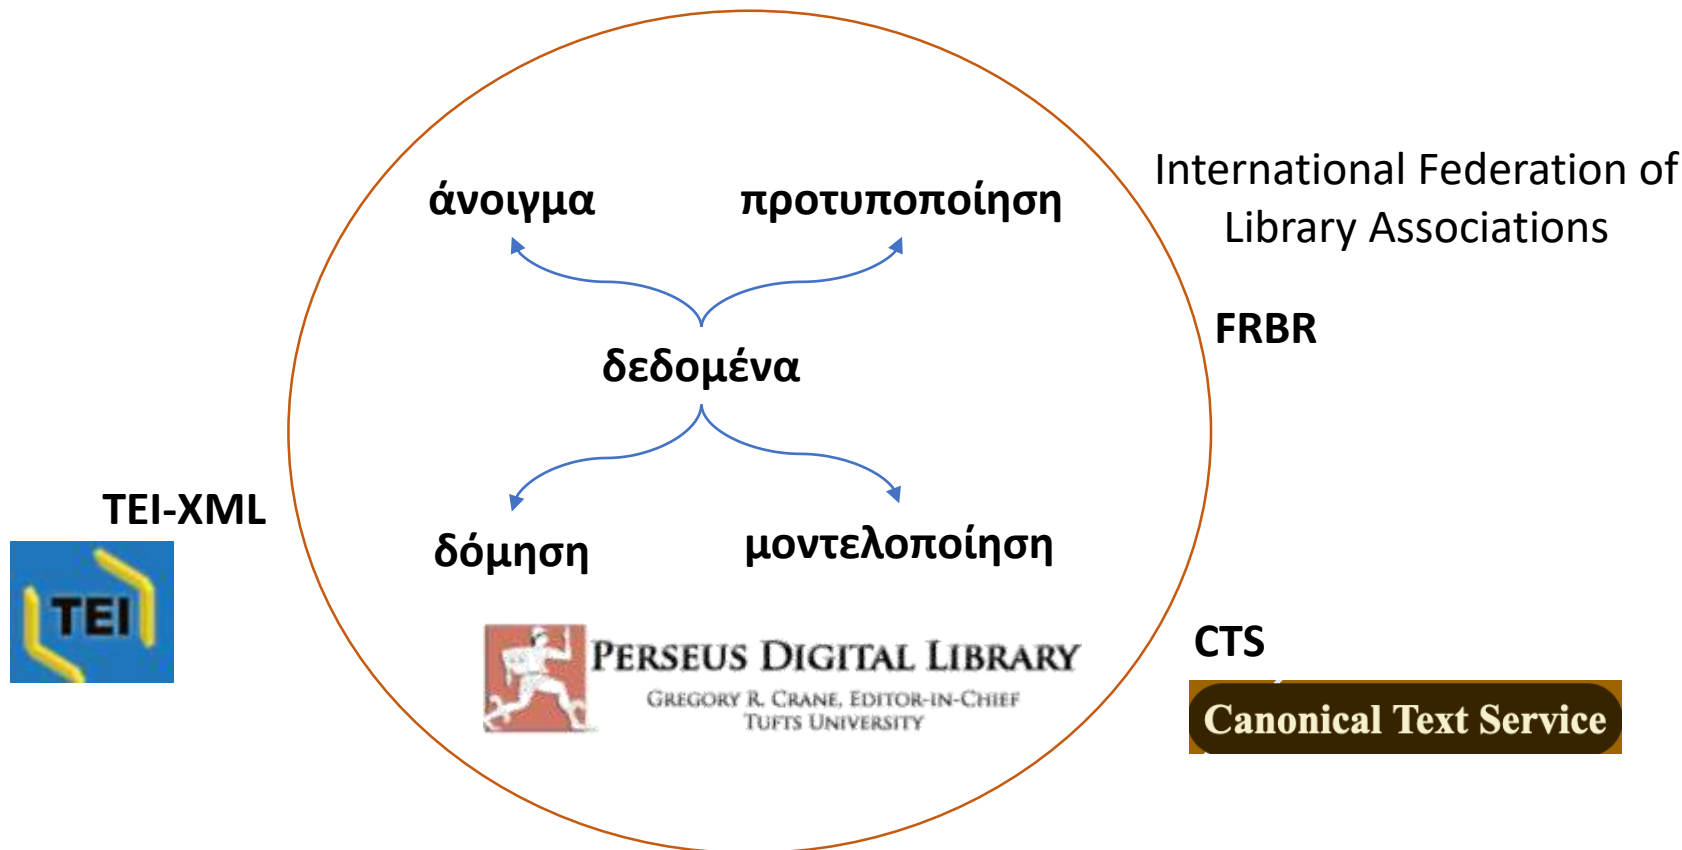 άνοιγμα
προτυποποίηση
International Federation of
Library Associations
FRBR
δεδομένα
TEI-XML
TEI
δόμηση
μοντελοποίηση
PERSEUS DIGITAL LIBRARY
GREGORY R. CRANE, EDITOR-IN-CHIEF
TUFTS UNIVERSITY
CTS
Canonical Text Service